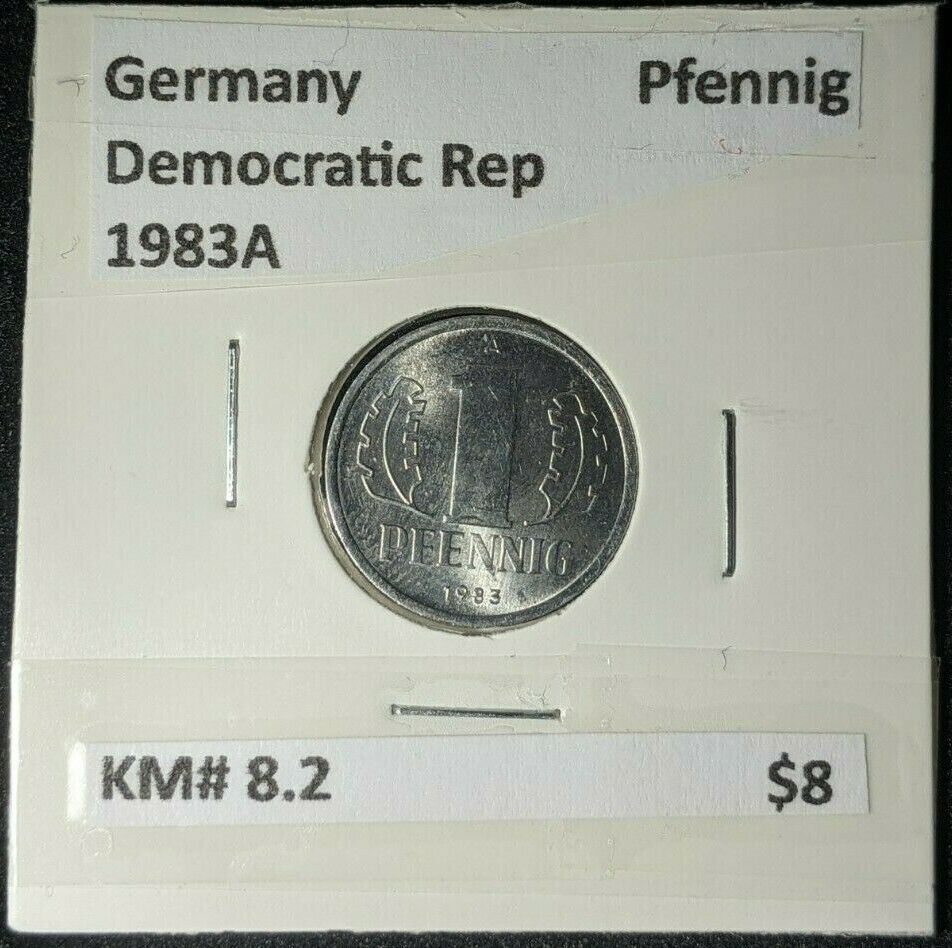 Germany Pfennig
Democratic Rep
1983A
A
1
PFENNIG
1983
KM# 8.2 $8